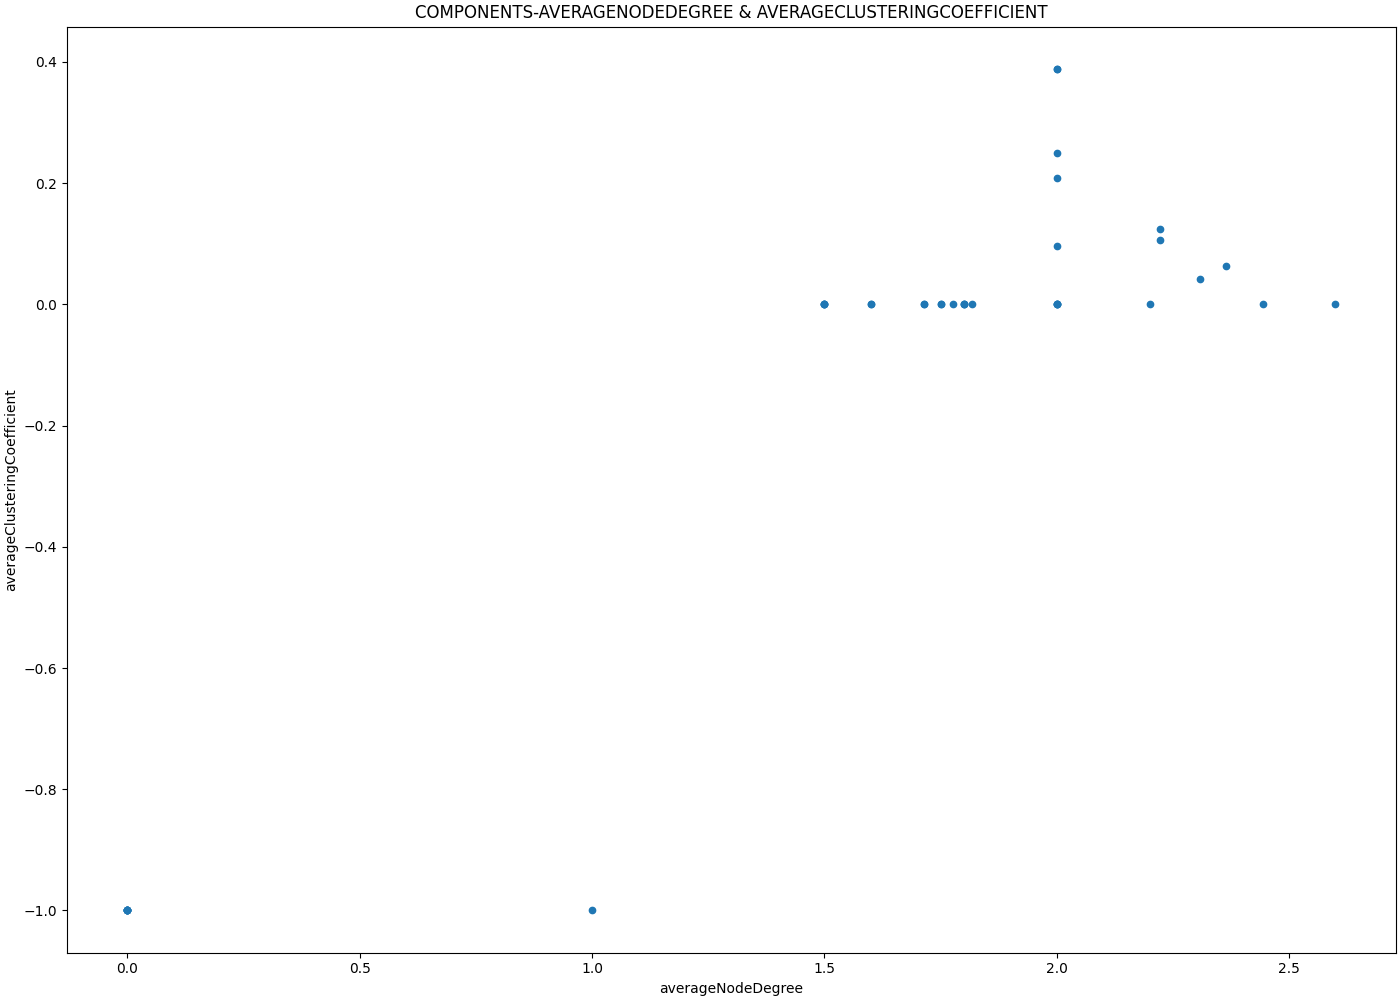 COMPONENTS-AVERAGENODEDEGREE & AVERAGECLUSTERINGCOEFFICIENT
0.4
0.2
0.0
−0.2
−0.4
−0.6
−0.8
−1.0
averageClusteringCoefficient
0.0 0.5 1.0 1.5 2.0 2.5
averageNodeDegree